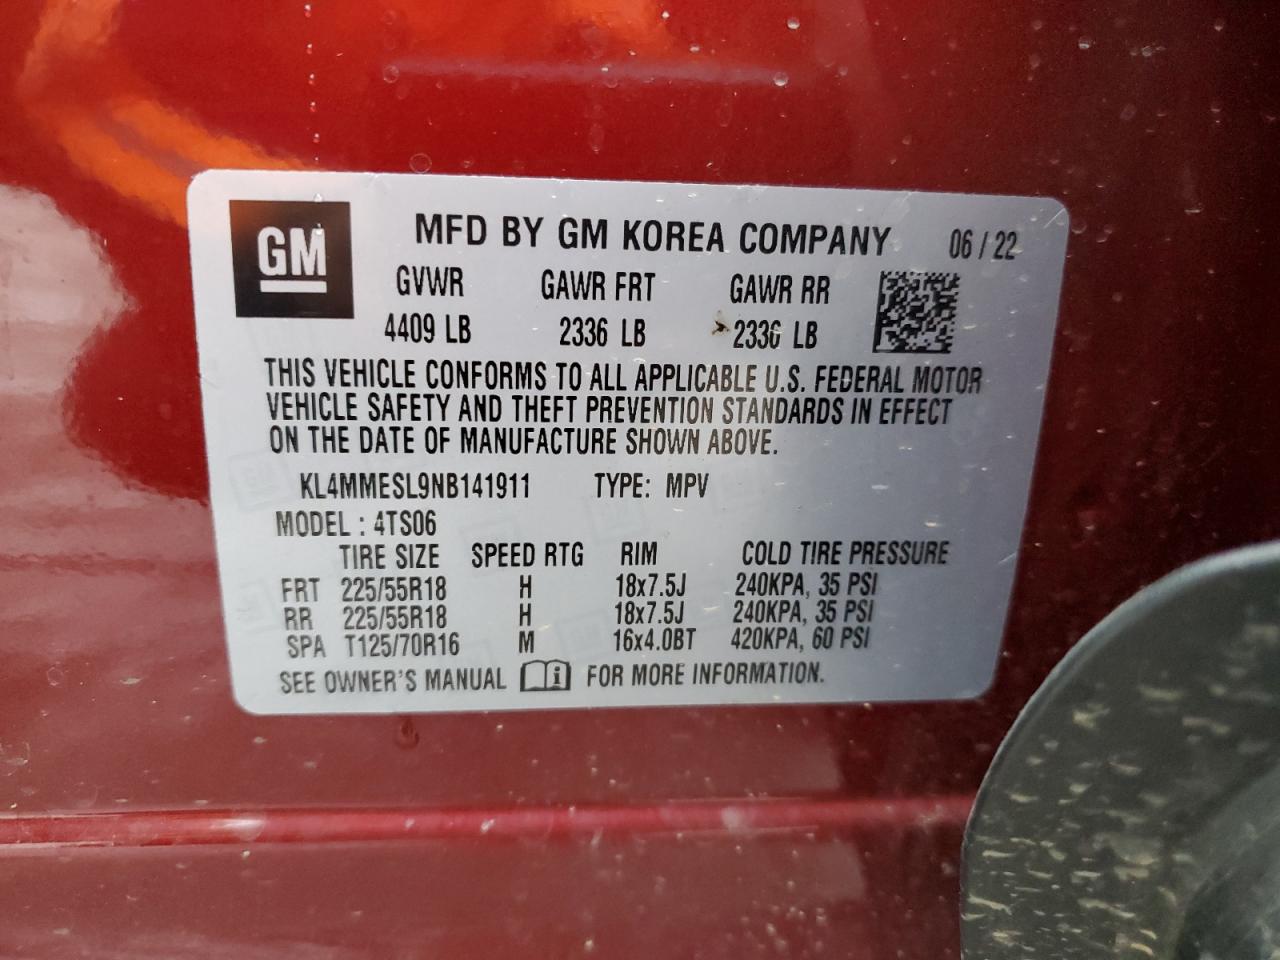 GM
MFD BY GM KOREA COMPANY 06 / 22
GVWR GAWR FRT GAWR RR
4409 LB 2336 LB 2336 LB
THIS VEHICLE CONFORMS TO ALL APPLICABLE U.S. FEDERAL MOTOR
VEHICLE SAFETY AND THEFT PREVENTION STANDARDS IN EFFECT
ON THE DATE OF MANUFACTURE SHOWN ABOVE.
KL4MMESL9NB141911 TYPE: MPV
MODEL : 4TS06
TIRE SIZE SPEED RTG RIM COLD TIRE PRESSURE
FRT 225/55R18 H 18x7.5J 240KPA, 35 PSI
RR 225/55R18 H 18x7.5J 240KPA, 35 PSI
SPA T125/70R16 M 16x4.0BT 420KPA, 60 PSI
SEE OWNER'S MANUAL i FOR MORE INFORMATION.